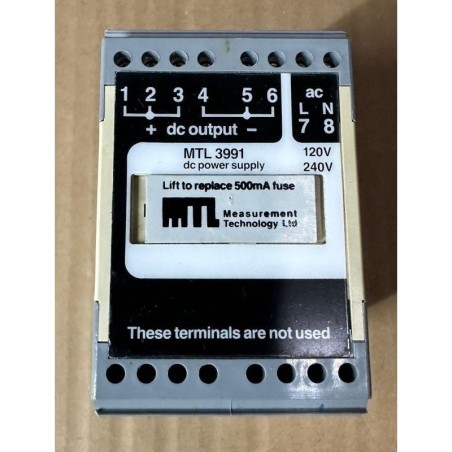 1 2 3 4 5 6
+ dc output -
ac
L N
7 8
MTL 3991
dc power supply
120V
240V
Lift to replace 500mA fuse
MTL Measurement
Technology Ltd
These terminals are not used